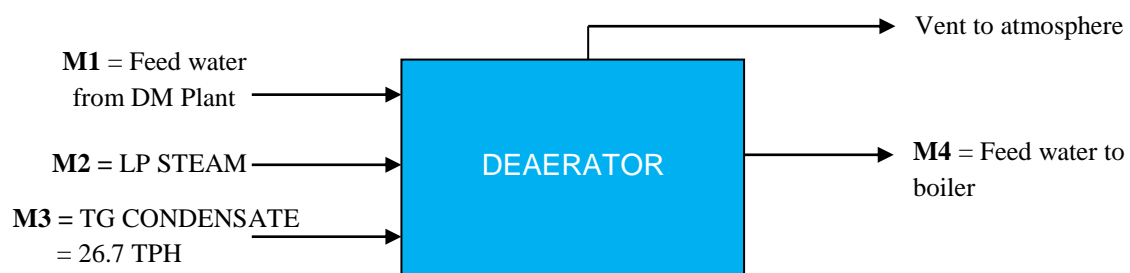 Vent to atmosphere
M1 = Feed water
from DM Plant
M2 = LP STEAM
DEAERATOR
M4 = Feed water to
boiler
M3 = TG CONDENSATE
= 26.7 TPH